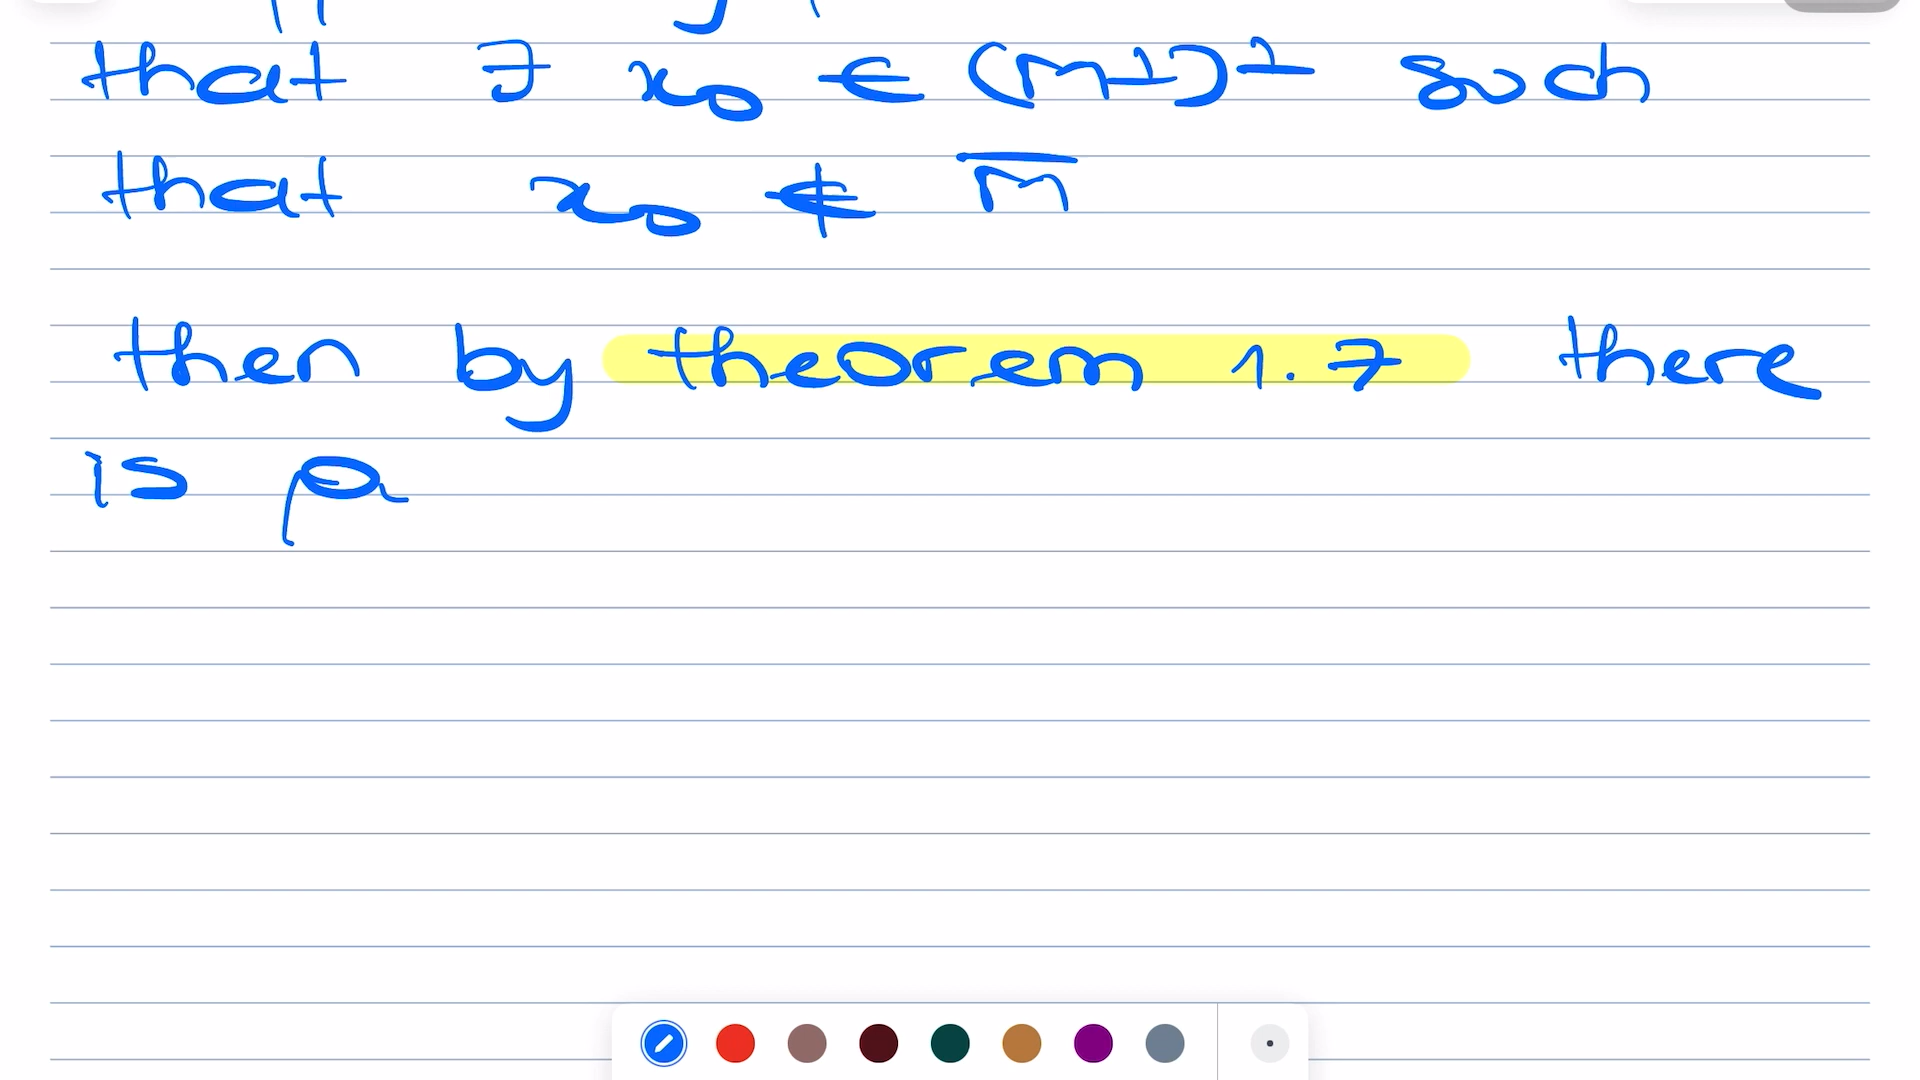 that ∃ x₀ ∈ (M⊥)⊥ such
that x₀ ∉ M̅
then by theorem 1.7 there
is